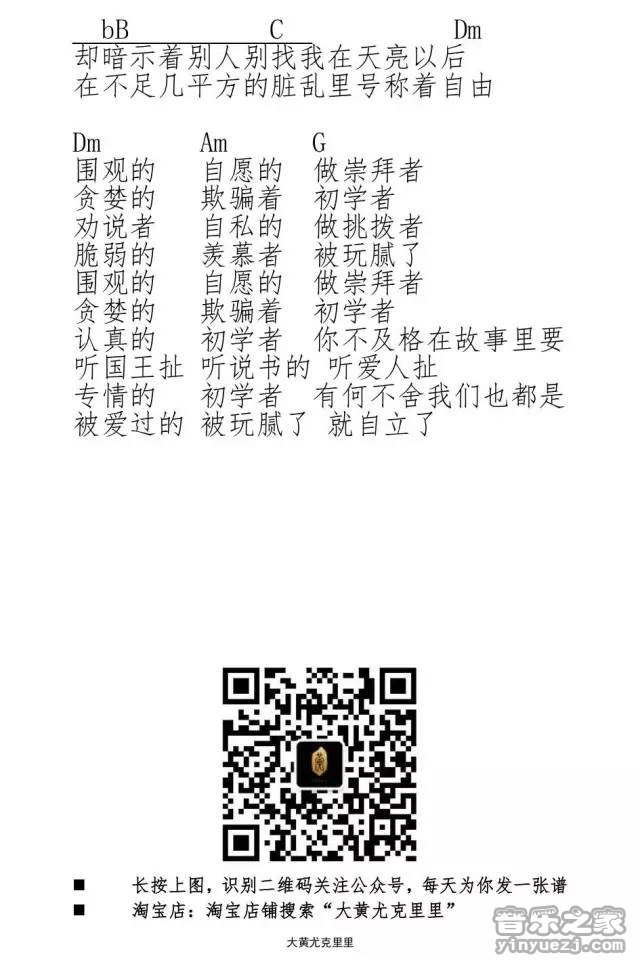 bB C Dm
却暗示着别人别找我在天亮以后
在不足几平方的脏乱里号称着自由
Dm Am G
围观的 自愿的 做崇拜者
贪婪的 欺骗着 初学者
劝说者 自私的 做挑拨者
脆弱的 羡慕者 被玩腻了
围观的 自愿的 做崇拜者
贪婪的 欺骗着 初学者
认真的 初学者 你不及格在故事里要
听国王扯 听说书的 听爱人扯
专情的 初学者 有何不舍我们也都是
被爱过的 被玩腻了 就自立了
■ 长按上图，识别二维码关注公众号，每天为你发一张谱
■ 淘宝店：淘宝店铺搜索“大黄尤克里里”
音乐之家
yinyuezj.com
大黄尤克里里